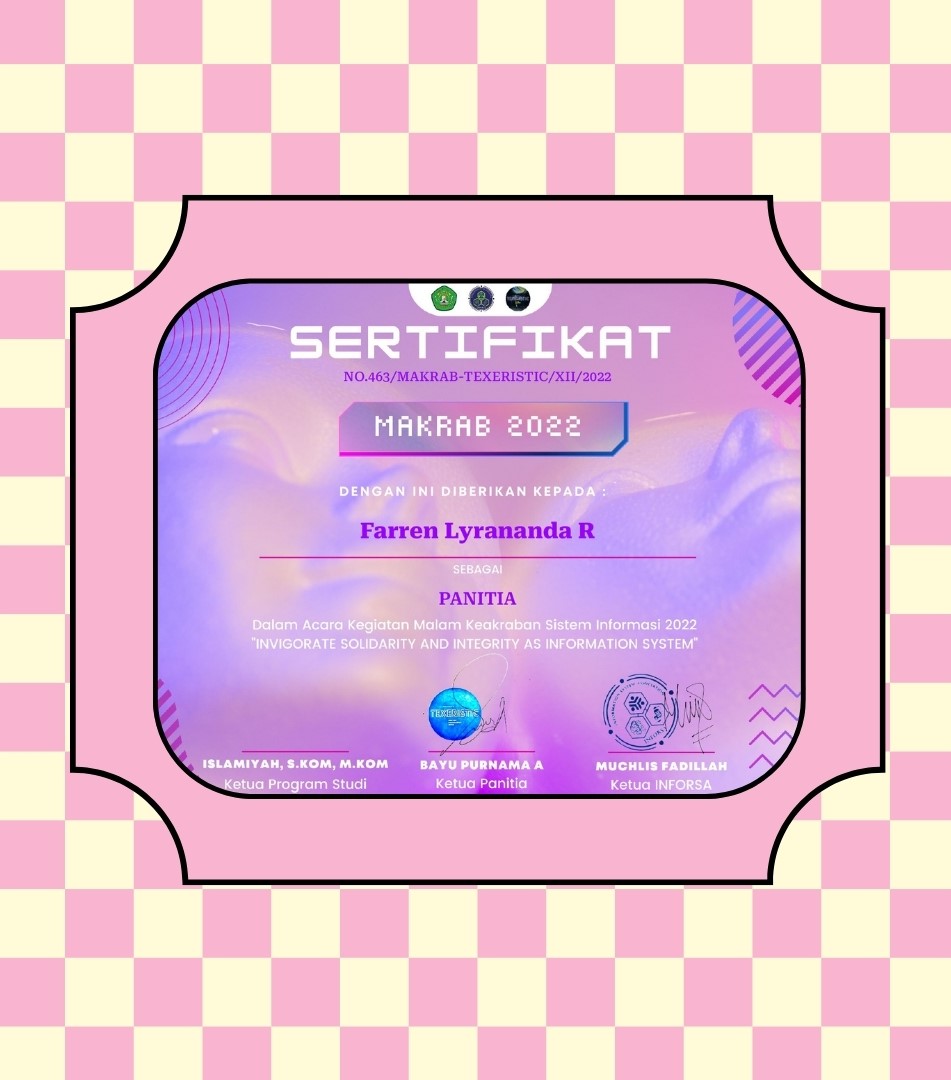 SERTIFIKAT
NO.463/MAKRAB-TEXERISTIC/XII/2022
MAKRAB 2022
DENGAN INI DIBERIKAN KEPADA :
Farren Lyrananda R
SEBAGAI
PANITIA
Dalam Acara Kegiatan Malam Keakraban Sistem Informasi 2022
"INVIGORATE SOLIDARITY AND INTEGRITY AS INFORMATION SYSTEM"
TEXERISTIC
INFORSA
ISLAMIYAH, S.KOM, M.KOM
BAYU PURNAMA A
MUCHLIS FADILLAH
Ketua Program Studi
Ketua Panitia
Ketua INFORSA